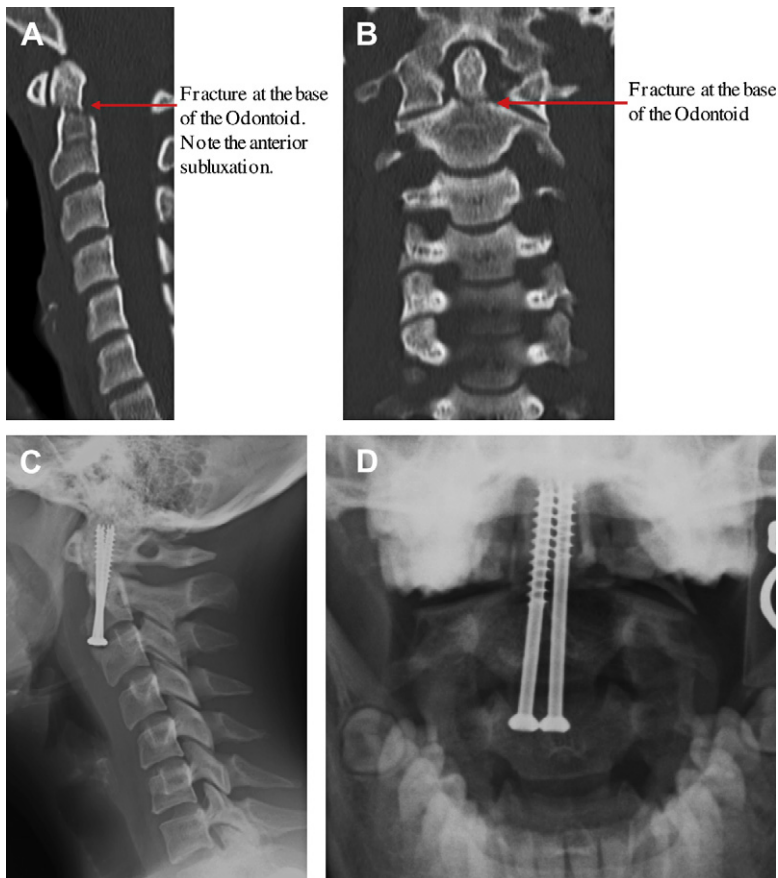 A
Fracture at the base
of the Odontoid.
Note the anterior
subluxation.
B
Fracture at the base
of the Odontoid
C
D